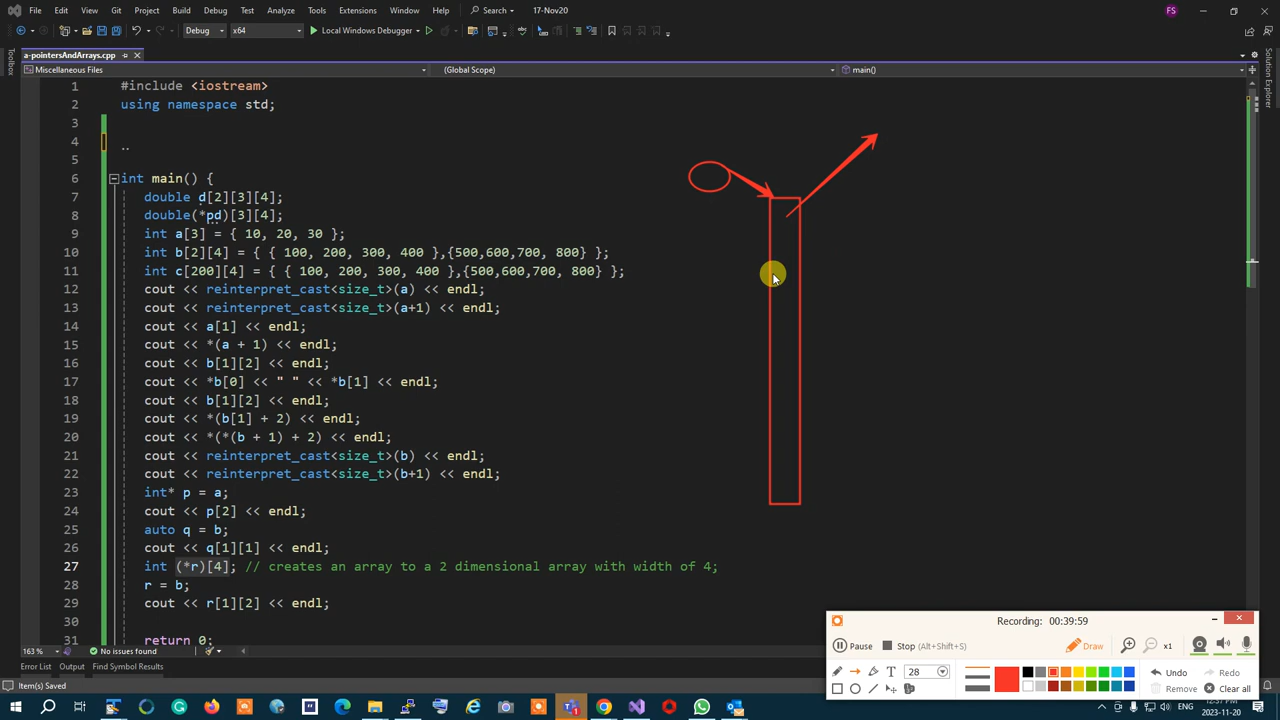 File Edit View Git Project Build Debug Test Analyze Tools Extensions Window Help Search 17-Nov20 FS
Debug x64 Local Windows Debugger
a-pointersAndArrays.cpp
Miscellaneous Files (Global Scope) main()
Toolbox
Solution Explorer
1 #include <iostream>
2 using namespace std;
3
4 ..
5
6 int main() {
7 double d[2][3][4];
8 double(*pd)[3][4];
9 int a[3] = { 10, 20, 30 };
10 int b[2][4] = { { 100, 200, 300, 400 },{500,600,700, 800} };
11 int c[200][4] = { { 100, 200, 300, 400 },{500,600,700, 800} };
12 cout << reinterpret_cast<size_t>(a) << endl;
13 cout << reinterpret_cast<size_t>(a+1) << endl;
14 cout << a[1] << endl;
15 cout << *(a + 1) << endl;
16 cout << b[1][2] << endl;
17 cout << *b[0] << " " << *b[1] << endl;
18 cout << b[1][2] << endl;
19 cout << *(b[1] + 2) << endl;
20 cout << *(*(b + 1) + 2) << endl;
21 cout << reinterpret_cast<size_t>(b) << endl;
22 cout << reinterpret_cast<size_t>(b+1) << endl;
23 int* p = a;
24 cout << p[2] << endl;
25 auto q = b;
26 cout << q[1][1] << endl;
27 int (*r)[4]; // creates an array to a 2 dimensional array with width of 4;
28 r = b;
29 cout << r[1][2] << endl;
30
31 return 0;
163 % No issues found
Error List Output Find Symbol Results
Item(s) Saved
Recording: 00:39:59
Pause Stop (Alt+Shift+S) Draw x1
T 28 Undo Redo
Remove Clear all
ENG 2023-11-20